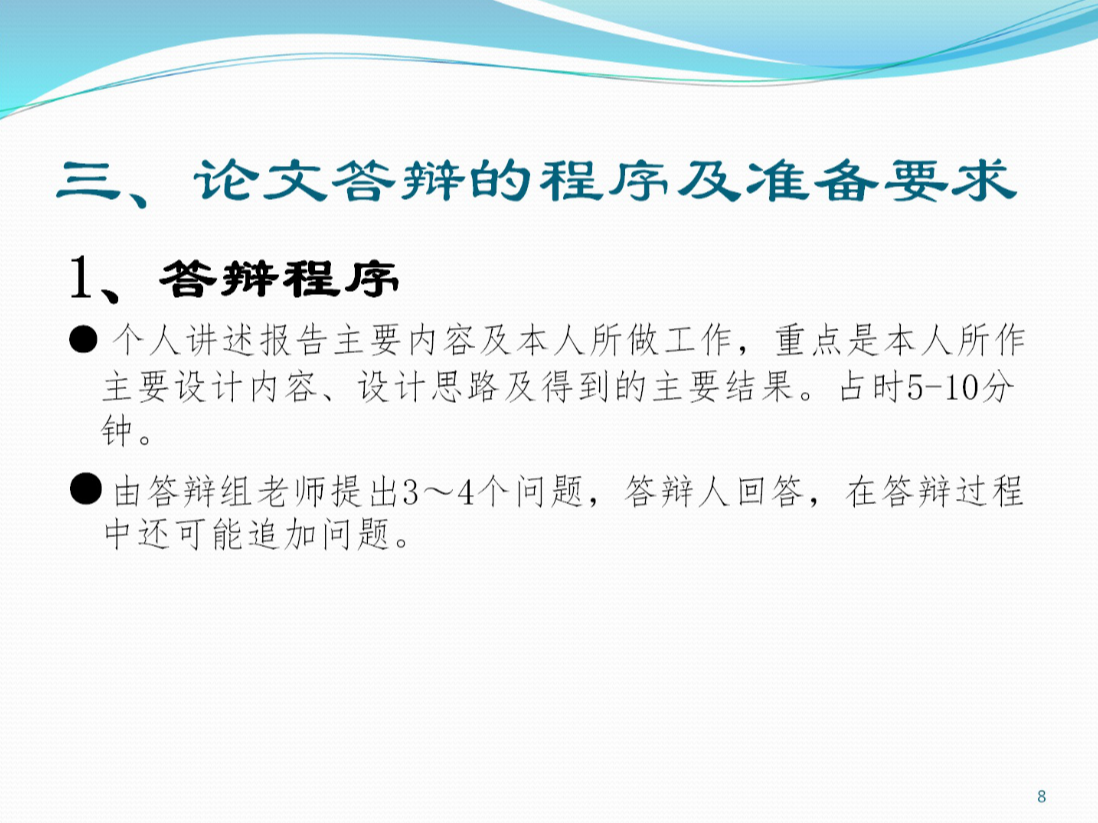 三、论文答辩的程序及准备要求
1、答辩程序
●个人讲述报告主要内容及本人所做工作，重点是本人所作
主要设计内容、设计思路及得到的主要结果。占时5-10分
钟。
●由答辩组老师提出3～4个问题，答辩人回答，在答辩过程
中还可能追加问题。
8